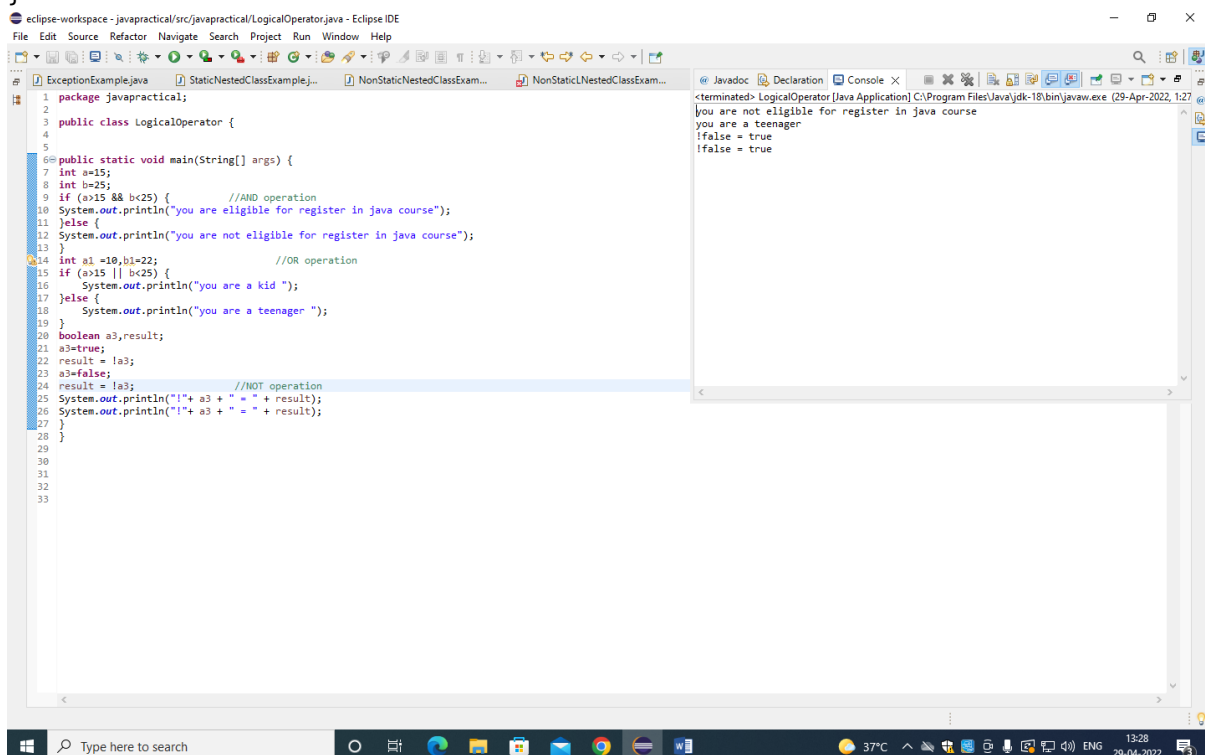 }
eclipse-workspace - javapractical/src/javapractical/LogicalOperator.java - Eclipse IDE
File Edit Source Refactor Navigate Search Project Run Window Help
ExceptionExample.java StaticNestedClassExample.j... NonStaticNestedClassExam... NonStaticLNestedClassExam...
1 package javapractical;
2
3 public class LogicalOperator {
4
5
6 public static void main(String[] args) {
7 int a=15;
8 int b=25;
9 if (a>15 && b<25) { //AND operation
10 System.out.println("you are eligible for register in java course");
11 }else {
12 System.out.println("you are not eligible for register in java course");
13 }
14 int a1 =10,b1=22; //OR operation
15 if (a>15 || b<25) {
16 System.out.println("you are a kid ");
17 }else {
18 System.out.println("you are a teenager ");
19 }
20 boolean a3,result;
21 a3=true;
22 result = !a3;
23 a3=false;
24 result = !a3; //NOT operation
25 System.out.println("!"+ a3 + " = " + result);
26 System.out.println("!"+ a3 + " = " + result);
27 }
28 }
29
30
31
32
33
@ Javadoc Declaration Console
<terminated> LogicalOperator [Java Application] C:\Program Files\Java\jdk-18\bin\javaw.exe (29-Apr-2022, 1:27
you are not eligible for register in java course
you are a teenager
!false = true
!false = true
Type here to search
37°C ENG 13:28
29-04-2022